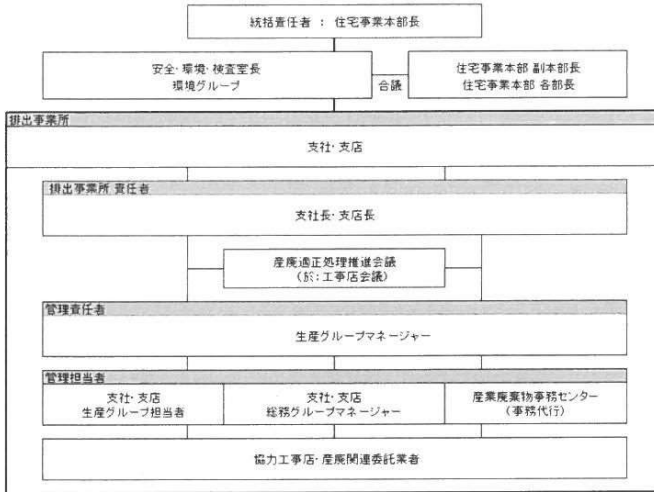 統括責任者 : 住宅事業本部長
安全・環境・検査室長
環境グループ
合議
住宅事業本部 副本部長
住宅事業本部 各部長
排出事業所
支社・支店
排出事業所 責任者
支社長・支店長
産廃適正処理推進会議
(於:工事店会議)
管理責任者
生産グループマネージャー
管理担当者
支社・支店
生産グループ担当者
支社・支店
総務グループマネージャー
産業廃棄物事務センター
(事務代行)
協力工事店・産廃関連委託業者